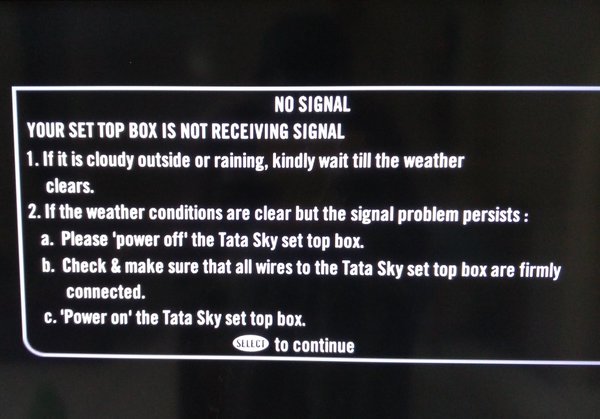 NO SIGNAL
YOUR SET TOP BOX IS NOT RECEIVING SIGNAL
1. If it is cloudy outside or raining, kindly wait till the weather
clears.
2. If the weather conditions are clear but the signal problem persists :
a. Please 'power off' the Tata Sky set top box.
b. Check & make sure that all wires to the Tata Sky set top box are firmly
connected.
c. 'Power on' the Tata Sky set top box.
SELECT to continue